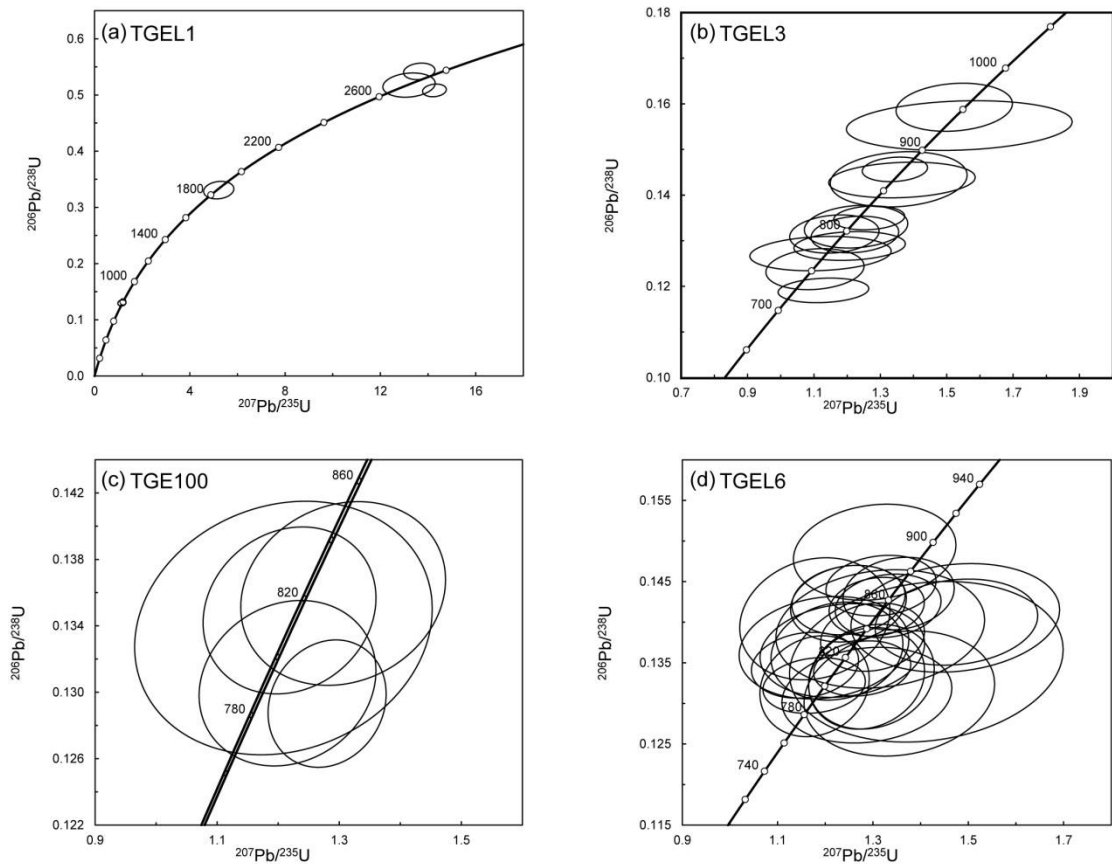 (a) TGEL1
0.6
0.5
0.4
0.3
0.2
0.1
0.0
²⁰⁶Pb/²³⁸U
2600
2200
1800
1400
1000
0 4 8 12 16
²⁰⁷Pb/²³⁵U
(b) TGEL3
0.18
0.16
0.14
0.12
0.10
²⁰⁶Pb/²³⁸U
1000
900
800
700
0.7 0.9 1.1 1.3 1.5 1.7 1.9
²⁰⁷Pb/²³⁵U
(c) TGE100
0.142
0.138
0.134
0.130
0.126
0.122
²⁰⁶Pb/²³⁸U
860
820
780
0.9 1.1 1.3 1.5
²⁰⁷Pb/²³⁵U
(d) TGEL6
0.155
0.145
0.135
0.125
0.115
²⁰⁶Pb/²³⁸U
940
900
860
820
780
740
0.9 1.1 1.3 1.5 1.7
²⁰⁷Pb/²³⁵U